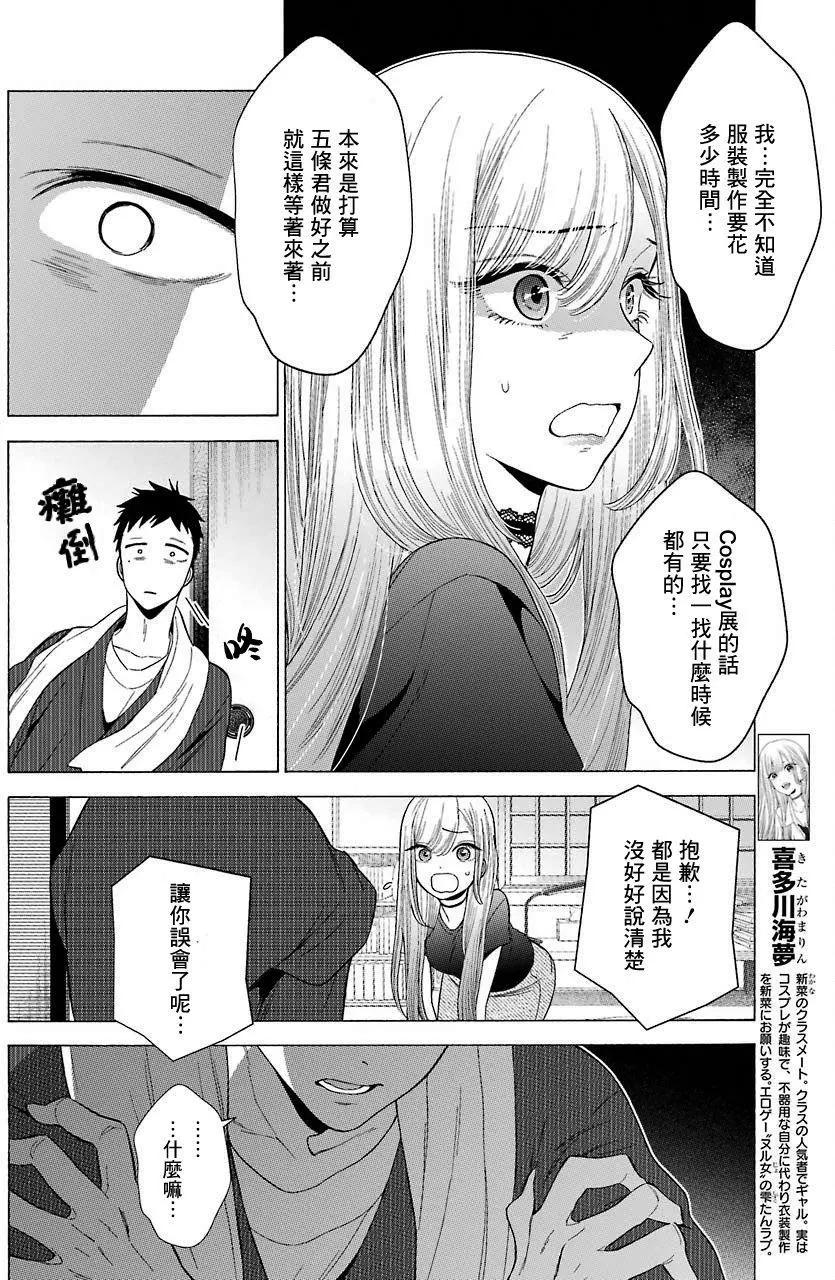 我…完全不知道
服裝製作要花
多少時間…
本來是打算
五條君做好之前
就這樣等著來著…
Cosplay展的話
只要找一找什麼時候
都有的…
癱倒
咚
抱歉…！
都是因為我
沒好好說清楚
讓你誤會了呢…
……
…什麼嘛…
きたがわまりん
喜多川海夢
わかな
新菜のクラスメート。クラスの人気者でギャル。実は
コスプレが趣味で、不器用な自分に代わり衣装製作
を新菜にお願いする。エロゲー〝ヌル女〟の雫たんラブ。